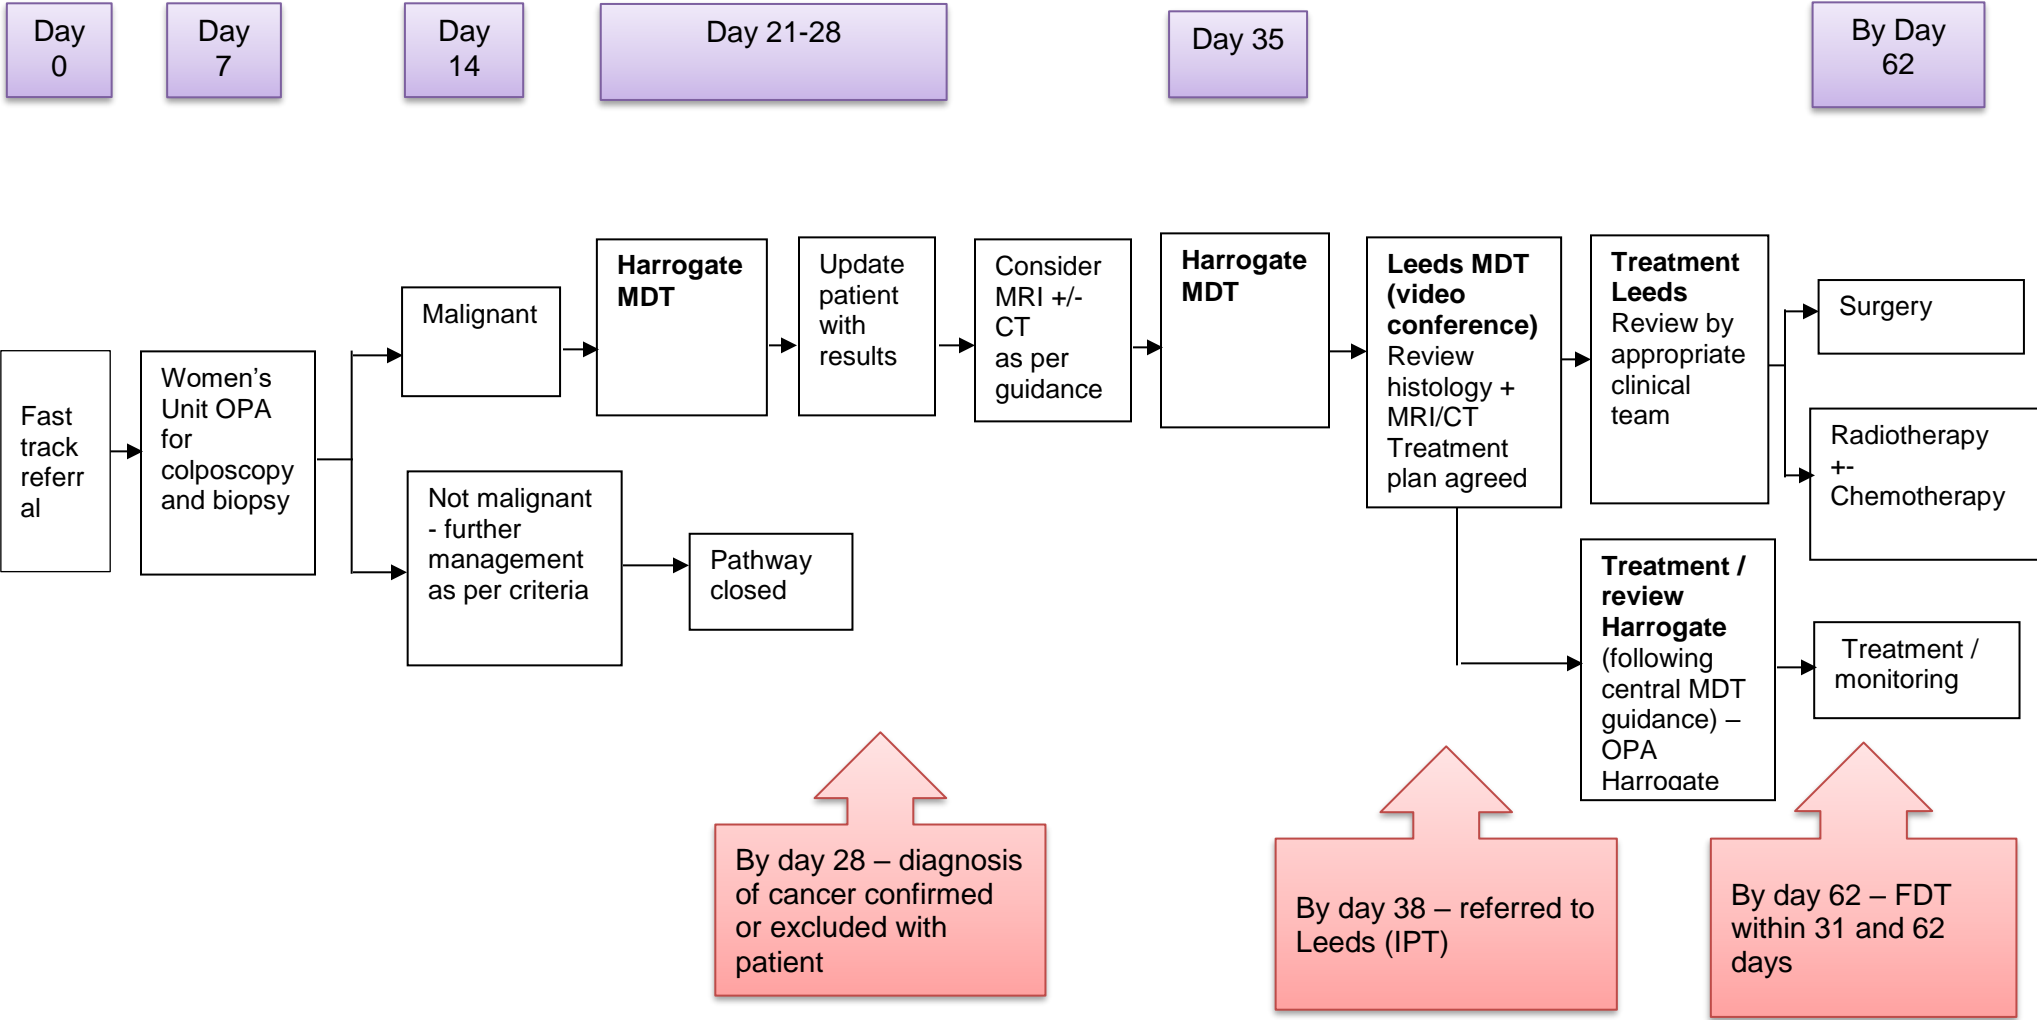 Day
0
Day
7
Day
14
Day 21-28
Day 35
By Day
62
Fast
track
referr
al
Women’s
Unit OPA
for
colposcopy
and biopsy
Malignant
Not malignant
- further
management
as per criteria
Pathway
closed
Harrogate
MDT
Update
patient
with
results
Consider
MRI +/-
CT
as per
guidance
Harrogate
MDT
Leeds MDT
(video
conference)
Review
histology +
MRI/CT
Treatment
plan agreed
Treatment
Leeds
Review by
appropriate
clinical
team
Surgery
Radiotherapy
+-
Chemotherapy
Treatment /
review
Harrogate
(following
central MDT
guidance) –
OPA
Harrogate
Treatment /
monitoring
By day 28 – diagnosis
of cancer confirmed
or excluded with
patient
By day 38 – referred to
Leeds (IPT)
By day 62 – FDT
within 31 and 62
days